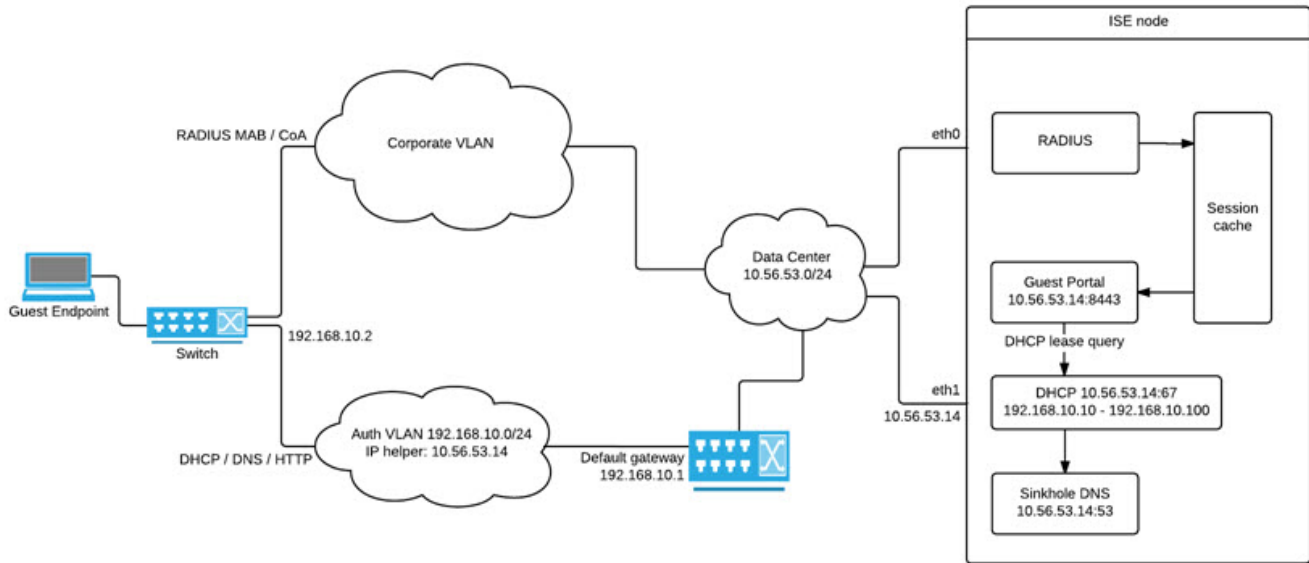 ISE node
RADIUS MAB / CoA
Corporate VLAN
eth0
RADIUS
Session
cache
Data Center
10.56.53.0/24
Guest Portal
10.56.53.14:8443
Guest Endpoint
Switch
192.168.10.2
DHCP lease query
eth1
10.56.53.14
DHCP 10.56.53.14:67
192.168.10.10 - 192.168.10.100
Auth VLAN 192.168.10.0/24
IP helper: 10.56.53.14
DHCP / DNS / HTTP
Default gateway
192.168.10.1
Sinkhole DNS
10.56.53.14:53